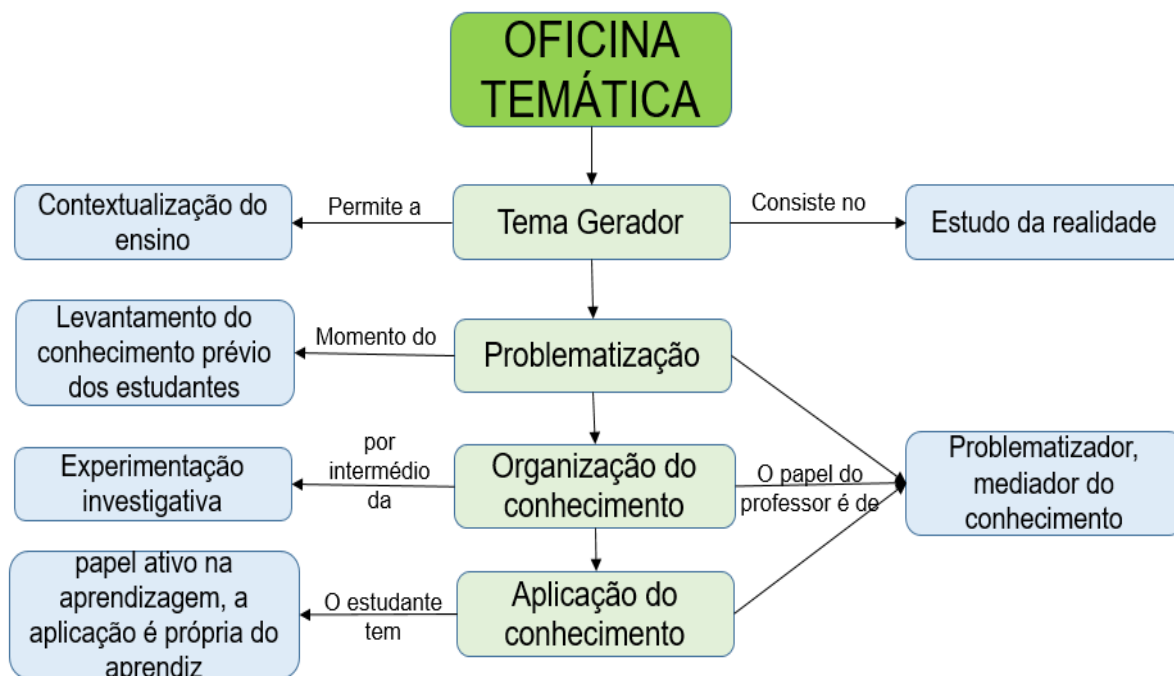 OFICINA
TEMÁTICA
Contextualização do
ensino
Permite a
Tema Gerador
Consiste no
Estudo da realidade
Levantamento do
conhecimento prévio
dos estudantes
Momento do
Problematização
Experimentação
investigativa
por
intermédio
da
Organização do
conhecimento
O papel do
professor é de
Problematizador,
mediador do
conhecimento
papel ativo na
aprendizagem, a
aplicação é própria do
aprendiz
O estudante
tem
Aplicação do
conhecimento